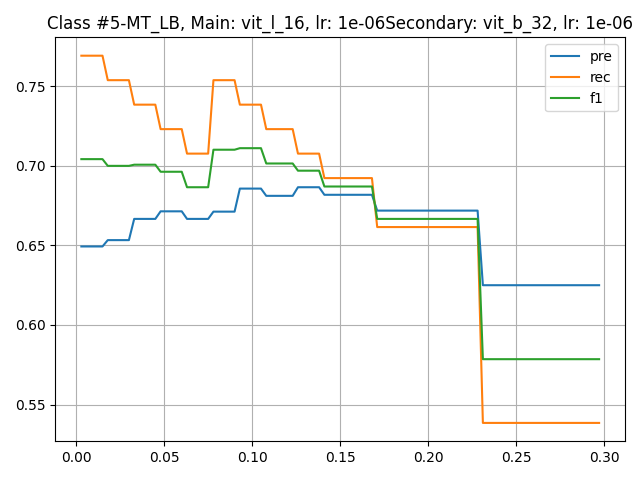 Class #5-MT_LB, Main: vit_l_16, lr: 1e-06Secondary: vit_b_32, lr: 1e-06
pre
rec
f1
0.75
0.70
0.65
0.60
0.55
0.00 0.05 0.10 0.15 0.20 0.25 0.30